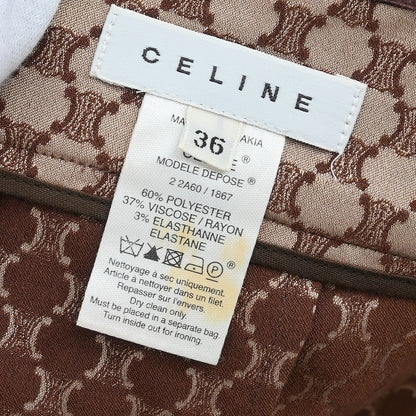 CELINE
36
MODELE DEPOSE
2 2A60 / 1867
60% POLYESTER
37% VISCOSE / RAYON
3% ELASTHANNE
ELASTANE
P
Nettoyage à sec uniquement.
Article à nettoyer dans un filet.
Repasser sur l'envers.
Dry clean only.
Must be placed in a separate bag.
Turn inside out for ironing.